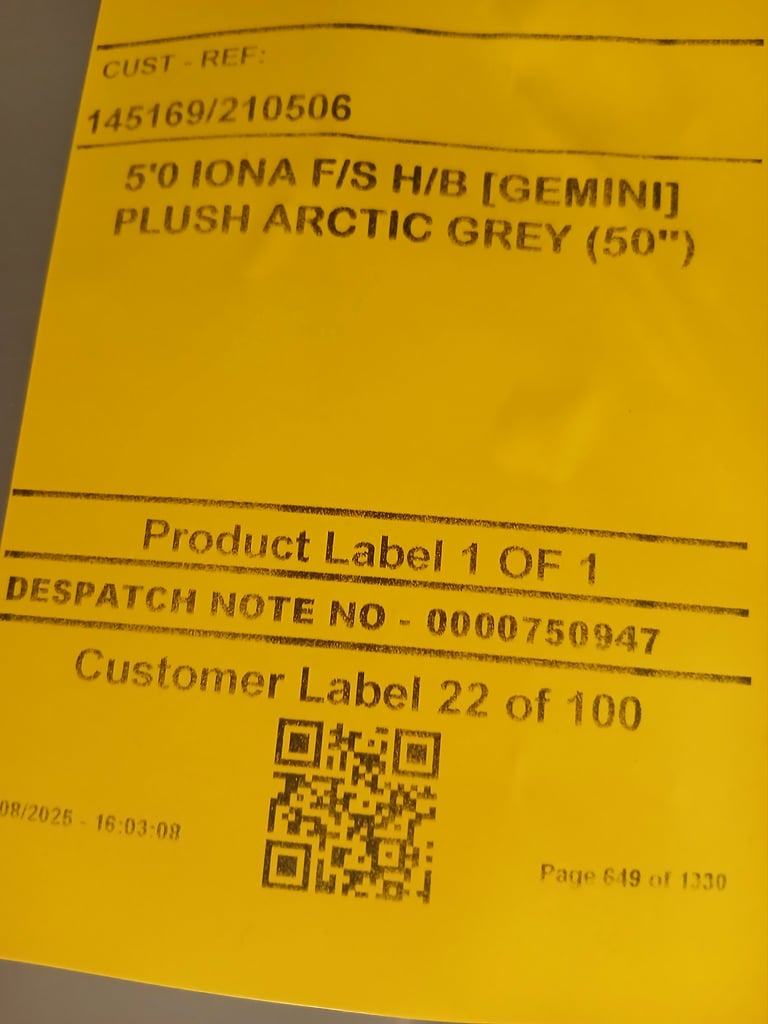 CUST - REF:
145169/210506
5'0 IONA F/S H/B [GEMINI]
PLUSH ARCTIC GREY (50")
Product Label 1 OF 1
DESPATCH NOTE NO - 0000750947
Customer Label 22 of 100
08/2025 - 16:03:08
Page 649 of 1330